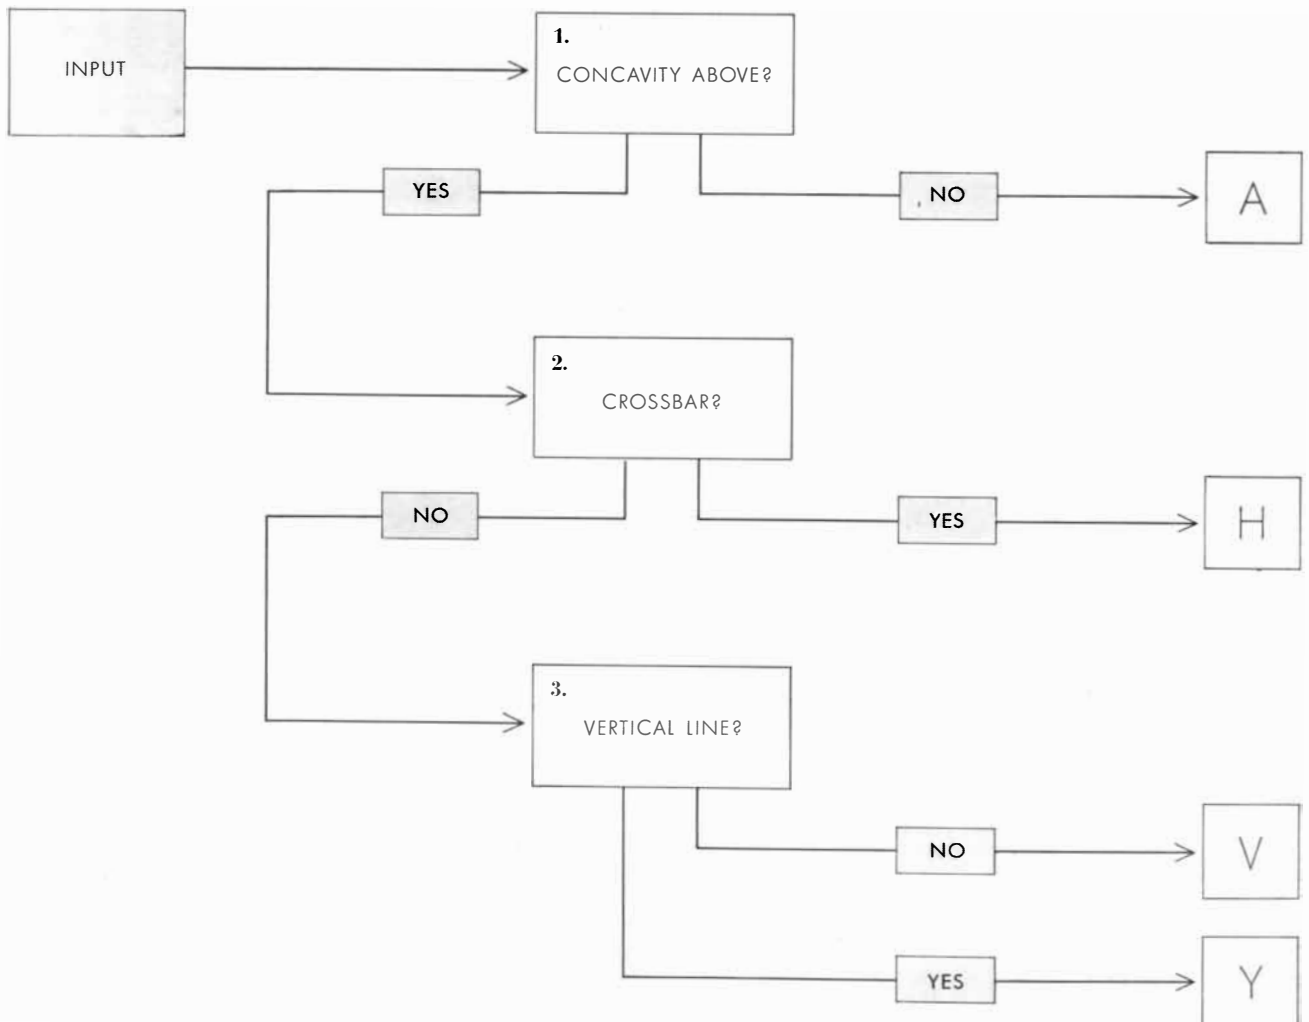 INPUT
1.
CONCAVITY ABOVE?
YES
NO
A
2.
CROSSBAR?
NO
YES
H
3.
VERTICAL LINE?
NO
V
YES
Y